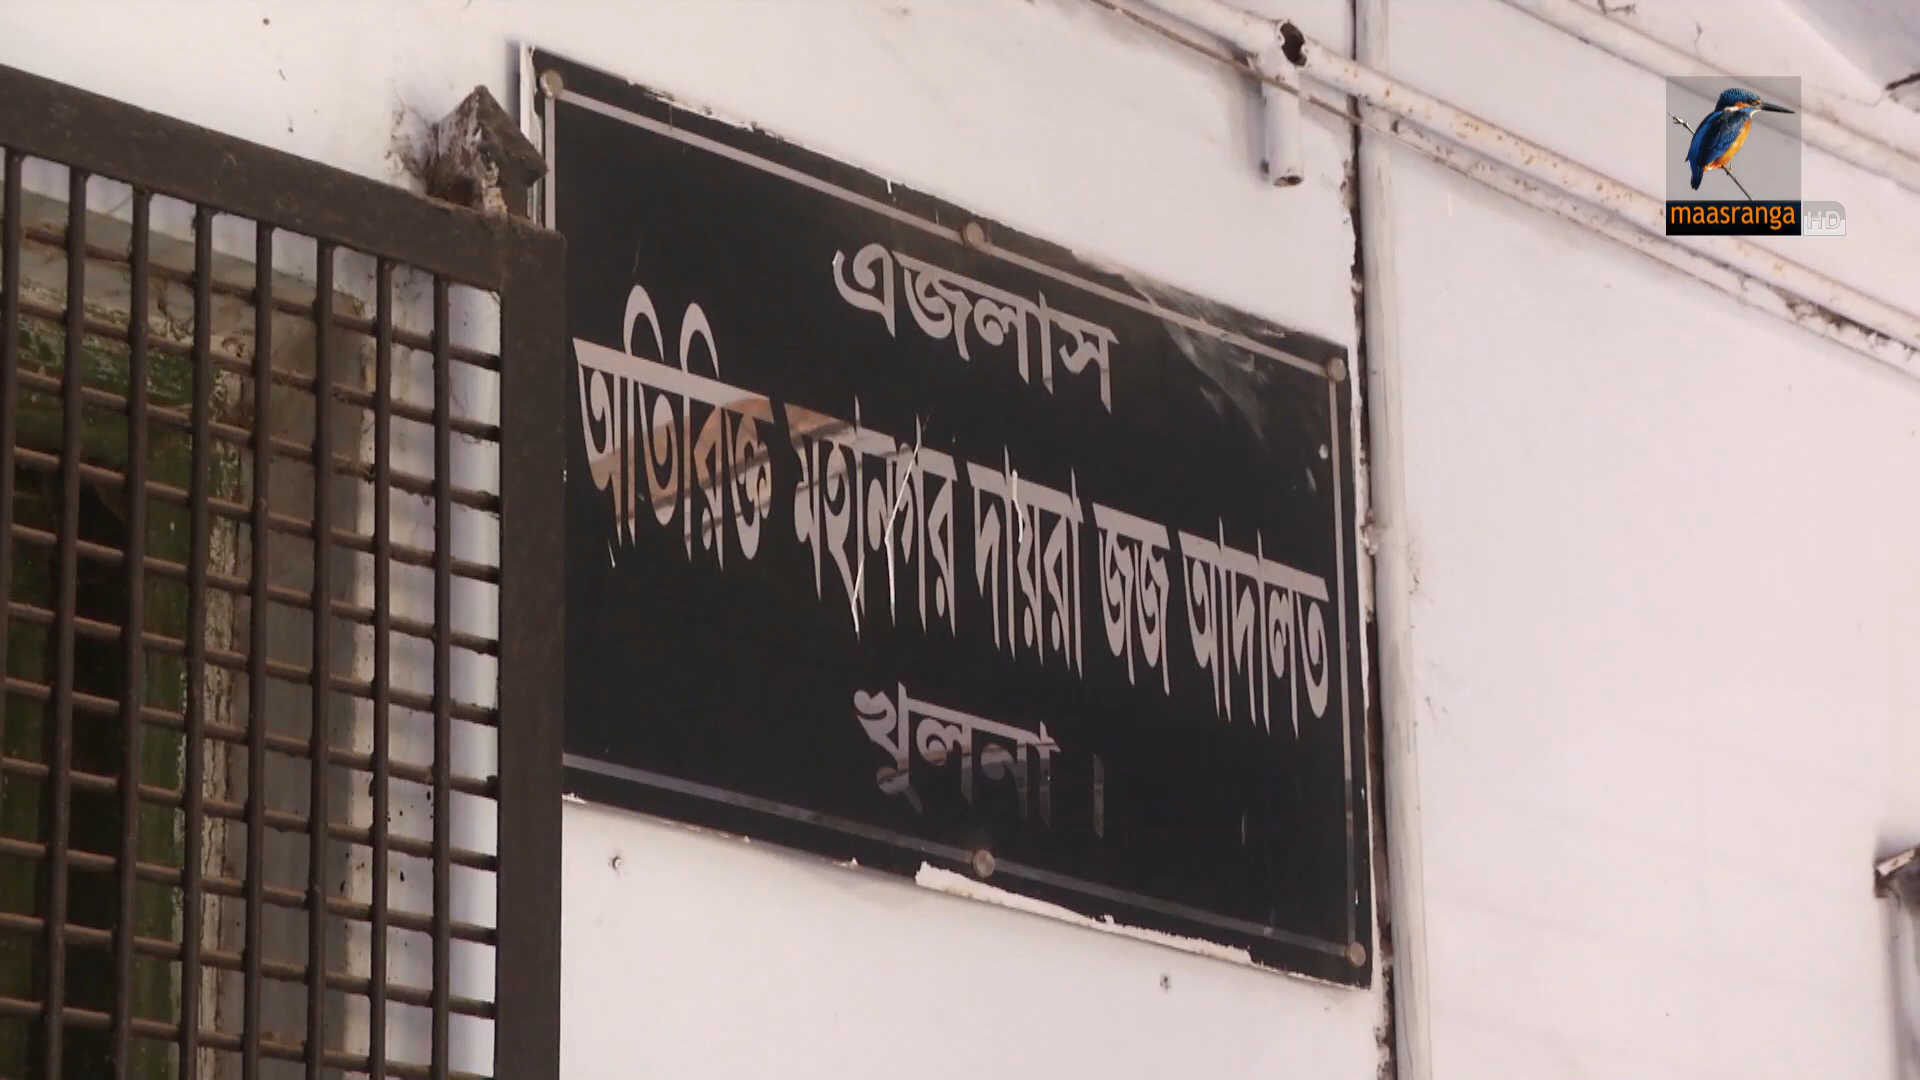 এজলাস
অতিরিক্ত মহানগর দায়রা জজ আদালত
খুলনা।
maasranga HD